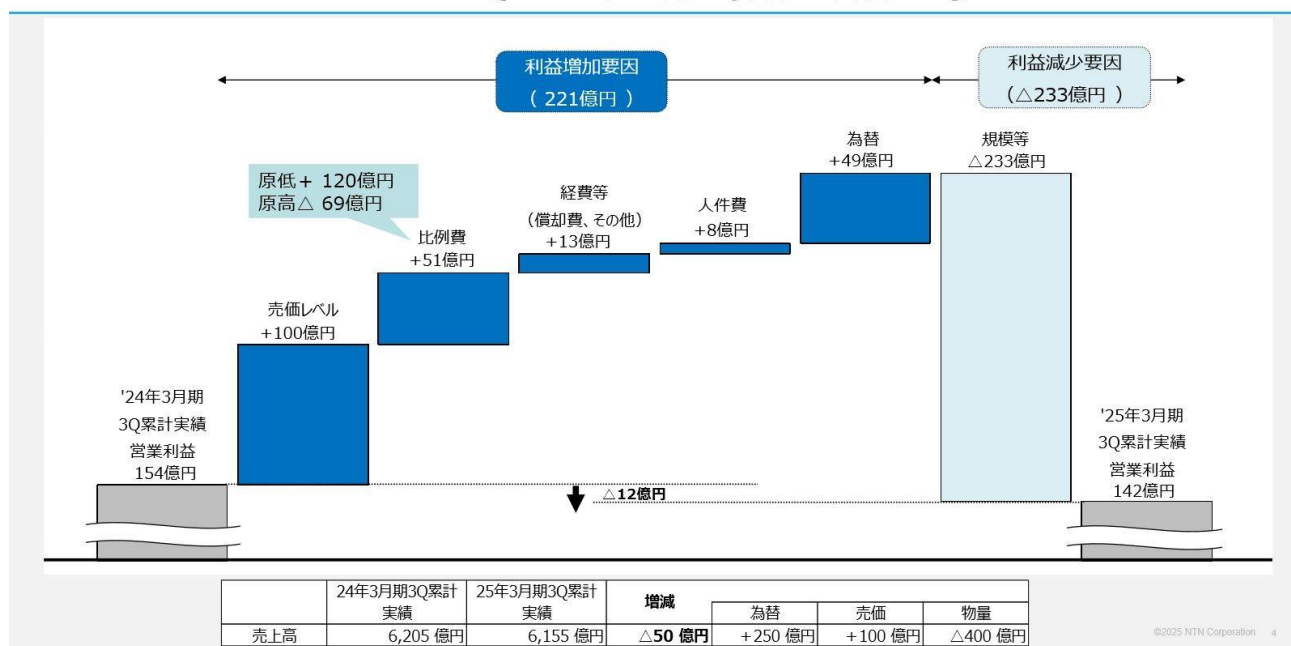 利益増加要因
( 221億円 )
利益減少要因
(△233億円 )
為替
+49億円
規模等
△233億円
原低+ 120億円
原高△ 69億円
経費等
(償却費、その他)
+13億円
人件費
+8億円
比例費
+51億円
売価レベル
+100億円
'24年3月期
3Q累計実績
営業利益
154億円
'25年3月期
3Q累計実績
営業利益
142億円
△12億円
24年3月期3Q累計実績
25年3月期3Q累計実績
増減
為替
売価
物量
売上高 6,205 億円 6,155 億円 △50 億円 +250 億円 +100 億円 △400 億円
©2025 NTN Corporation 4